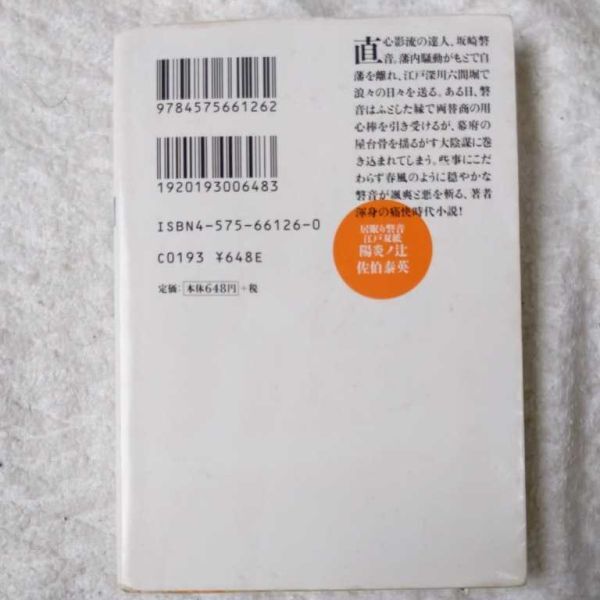 直心影流の達人、坂崎磐
音。藩内騒動がもとで自
藩を離れ、江戸深川六間堀で
浪々の日々を送る。ある日、磐
音はふとした縁で両替商の用
心棒を引き受けるが、幕府の
屋台骨を揺るがす大陰謀に巻
き込まれてしまう。些事にこだ
わらず春風のように穏やかな
磐音が颯爽と悪を斬る、著者
渾身の痛快時代小説!
居眠り磐音
江戸双紙
陽炎ノ辻
佐伯泰英
9784575661262
1920193006483
ISBN4-575-66126-0
C0193 ¥648E
定価:本体648円+税